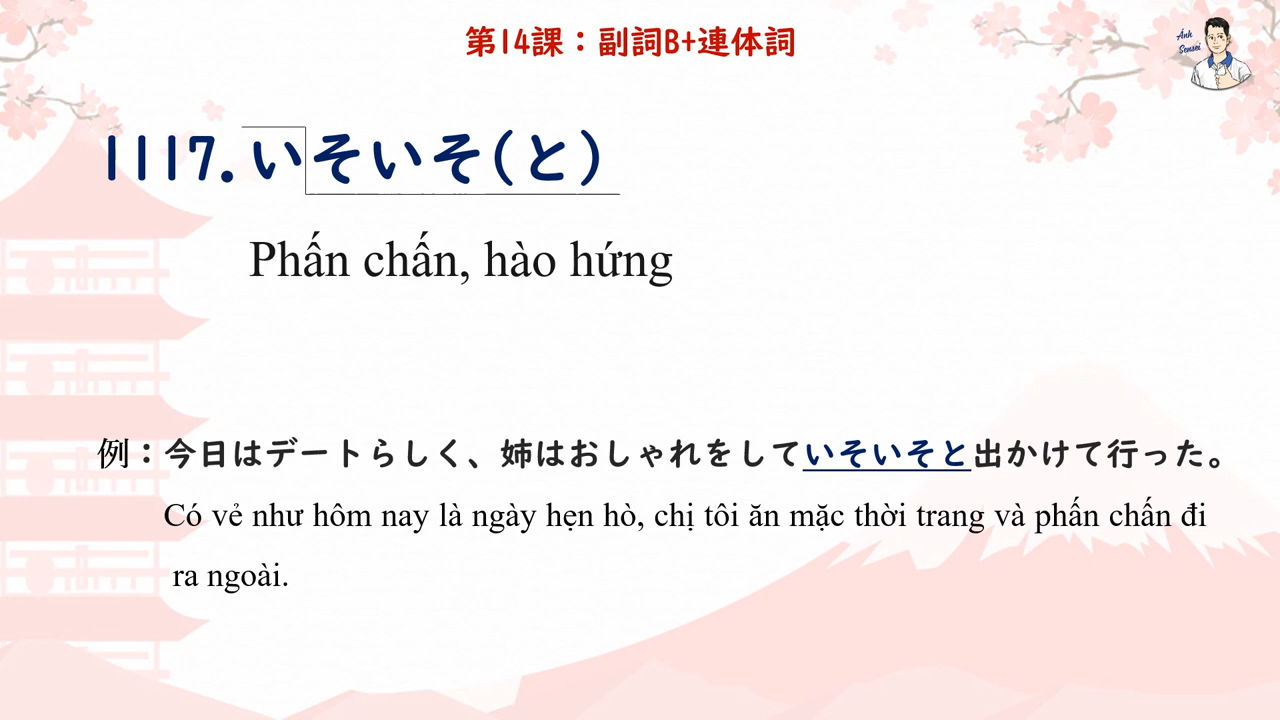 第14課：副詞B+連体詞
Anh
Sensei
1117. いそいそ(と)
Phấn chấn, hào hứng
例：今日はデートらしく、姉はおしゃれをしていそいそと出かけて行った。
Có vẻ như hôm nay là ngày hẹn hò, chị tôi ăn mặc thời trang và phấn chấn đi
ra ngoài.